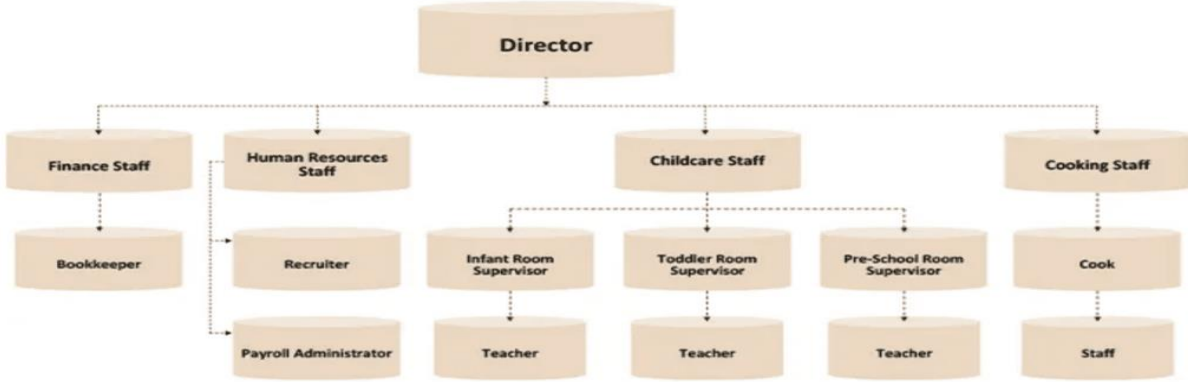 Director
Finance Staff
Human Resources
Staff
Childcare Staff
Cooking Staff
Bookkeeper
Recruiter
Infant Room
Supervisor
Toddler Room
Supervisor
Pre-School Room
Supervisor
Cook
Payroll Administrator
Teacher
Teacher
Teacher
Staff